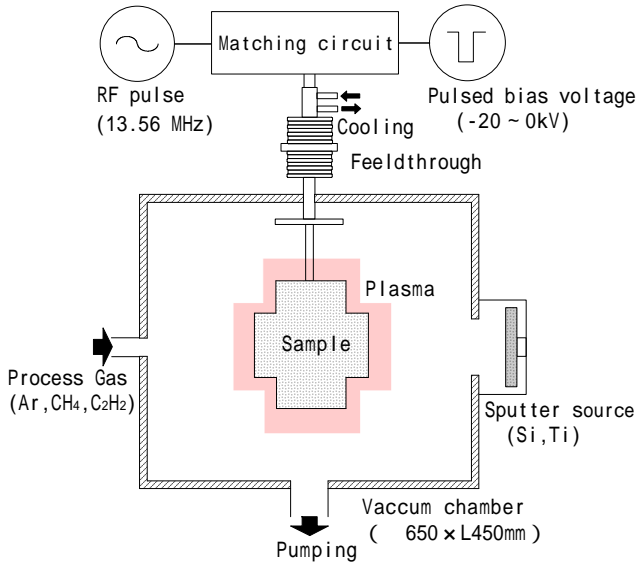 Matching circuit
RF pulse
(13.56 MHz)
Pulsed bias voltage
(-20 ~ 0kV)
Cooling
Feeldthrough
Plasma
Sample
Process Gas
(Ar,CH4,C2H2)
Sputter source
(Si,Ti)
Vaccum chamber
( 650 × L450mm)
Pumping